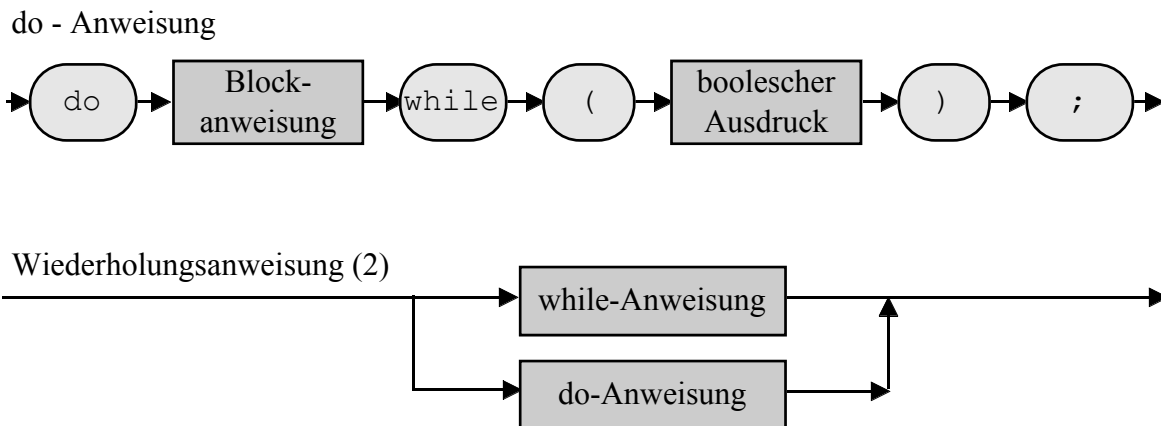 do - Anweisung
do
Block-
anweisung
while
(
boolescher
Ausdruck
)
;
Wiederholungsanweisung (2)
while-Anweisung
do-Anweisung